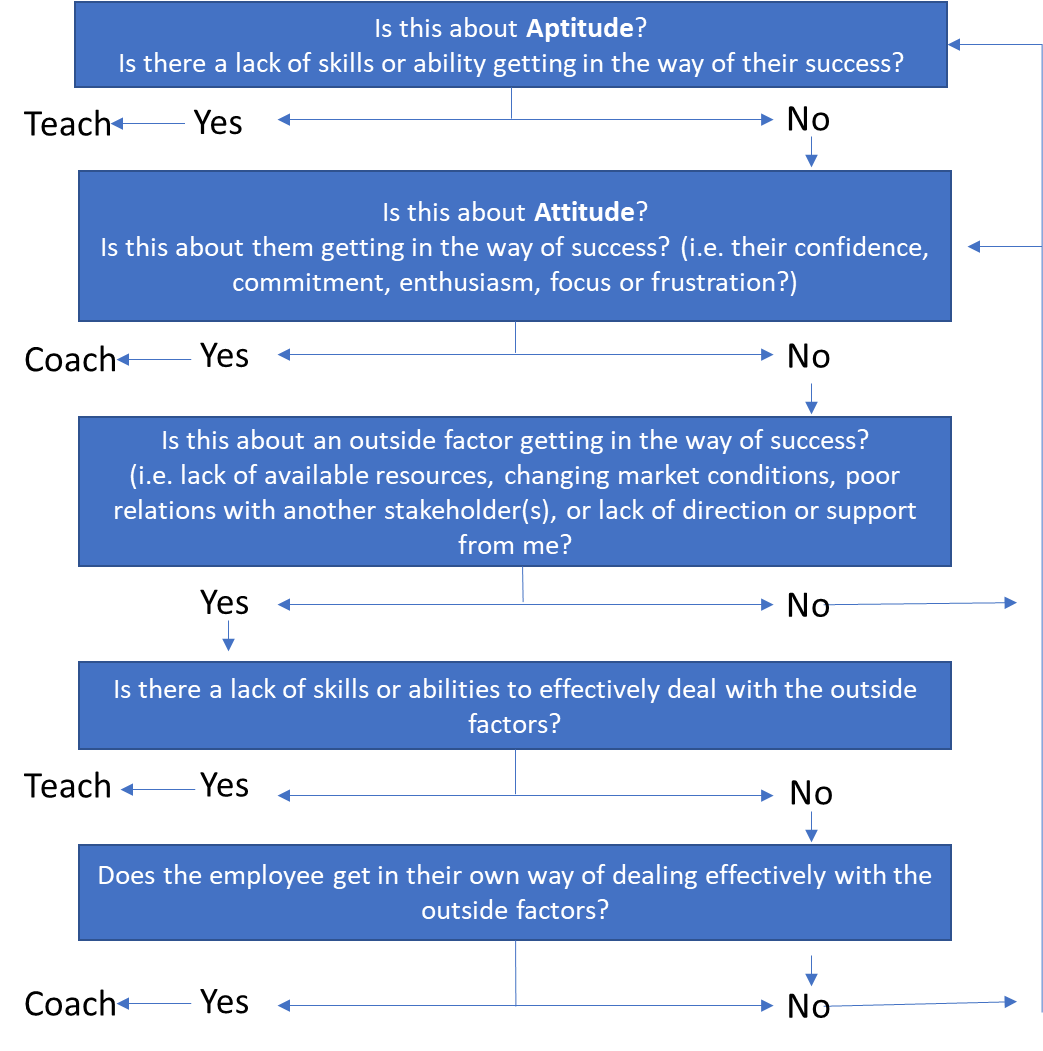 Is this about Aptitude?
Is there a lack of skills or ability getting in the way of their success?
Teach
Yes
No
Is this about Attitude?
Is this about them getting in the way of success? (i.e. their confidence,
commitment, enthusiasm, focus or frustration?)
Coach
Yes
No
Is this about an outside factor getting in the way of success?
(i.e. lack of available resources, changing market conditions, poor
relations with another stakeholder(s), or lack of direction or support
from me?
Yes
No
Is there a lack of skills or abilities to effectively deal with the outside
factors?
Teach
Yes
No
Does the employee get in their own way of dealing effectively with the
outside factors?
Coach
Yes
No